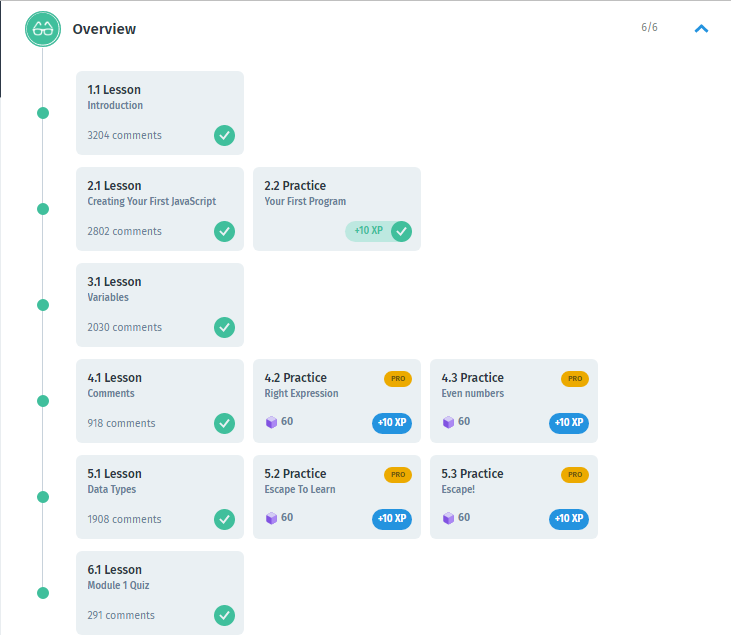 Overview
6/6
1.1 Lesson
Introduction
3204 comments
2.1 Lesson
Creating Your First JavaScript
2802 comments
2.2 Practice
Your First Program
+10 XP
3.1 Lesson
Variables
2030 comments
4.1 Lesson
Comments
918 comments
4.2 Practice
PRO
Right Expression
60
+10 XP
4.3 Practice
PRO
Even numbers
60
+10 XP
5.1 Lesson
Data Types
1908 comments
5.2 Practice
PRO
Escape To Learn
60
+10 XP
5.3 Practice
PRO
Escape!
60
+10 XP
6.1 Lesson
Module 1 Quiz
291 comments